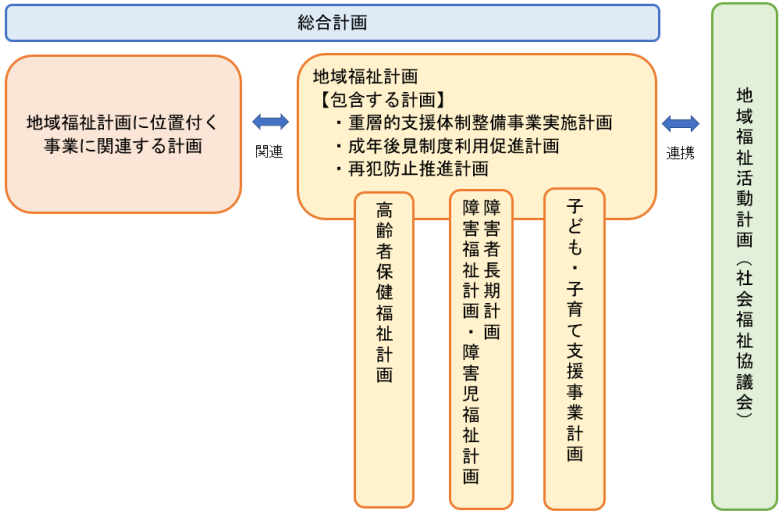 総合計画
地域福祉計画に位置付く
事業に関連する計画
関連
地域福祉計画
【包含する計画】
・重層的支援体制整備事業実施計画
・成年後見制度利用促進計画
・再犯防止推進計画
連携
高齢者保健福祉計画
障害者長期計画
障害福祉計画・障害児福祉計画
子ども・子育て支援事業計画
地域福祉活動計画（社会福祉協議会）